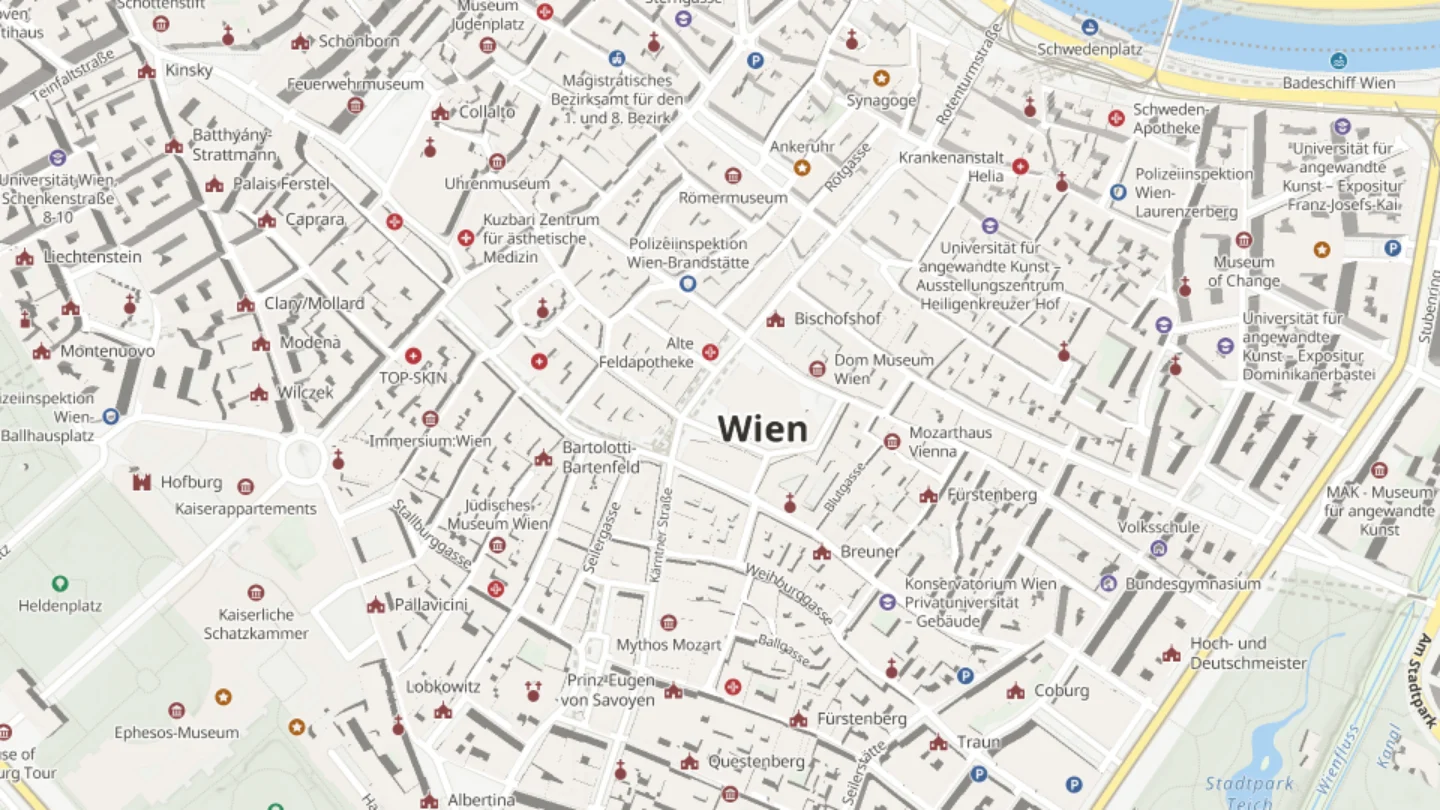 Schottenstift
Museum
Judenplatz
Schönborn
Kinsky
Teinfaltstraße
Feuerwehrmuseum
Collalto
Magistratisches
Bezirksamt für den
1. und 8. Bezirk
Synagoge
Rotenturmstraße
Schwedenplatz
Badeschiff Wien
Schweden-
Apotheke
Batthyány-
Strattmann
Palais Ferstel
Caprara
Universität Wien,
Schenkenstraße
8-10
Liechtenstein
Uhrenmuseum
Ankeruhr
Rotgasse
Römermuseum
Krankenanstalt
Helia
Polizeiinspektion
Wien-
Laurenzerberg
Universität für
angewandte
Kunst – Expositur
Franz-Josefs-Kai
Kuzbari Zentrum
für ästhetische
Medizin
Polizeiinspektion
Wien-Brandstätte
Universität für
angewandte Kunst –
Ausstellungszentrum
Heiligenkreuzer Hof
Museum
of Change
Stubenring
Clary/Mollard
Modena
Montenuovo
Wilczek
TOP-SKIN
Alte
Feldapotheke
Bischofshof
Dom Museum
Wien
Universität für
angewandte
Kunst – Expositur
Dominikanerbastei
Wien-
Ballhausplatz
Immersium:Wien
Wien
Bartolotti-
Bartenfeld
Mozarthaus
Vienna
Hofburg
Kaiserappartements
Stallburggasse
Jüdisches
Museum Wien
Seilergasse
Kärntner Straße
Blutgasse
Fürstenberg
Volksschule
MAK - Museum
für angewandte
Kunst
Breuner
Weihburggasse
Konservatorium Wien
Privatuniversität
– Gebäude
Bundesgymnasium
Heldenplatz
Kaiserliche
Schatzkammer
Pallavicini
Mythos Mozart
Ballgasse
Hoch- und
Deutschmeister
Am Stadtpark
Lobkowitz
Prinz Eugen
von Savoyen
Fürstenberg
Coburg
Traun
Ephesos-Museum
Questenberg
Seilerstätte
Albertina
Stadtpark
Teich
Wienfluss
Kanal